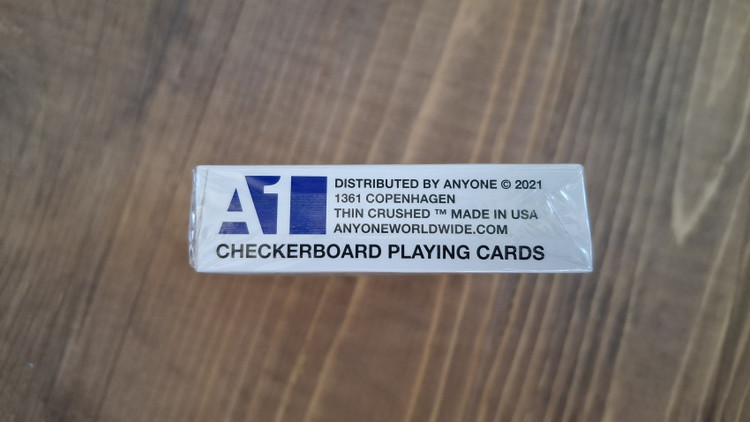 A1
DISTRIBUTED BY ANYONE © 2021
1361 COPENHAGEN
THIN CRUSHED ™ MADE IN USA
ANYONEWORLDWIDE.COM
CHECKERBOARD PLAYING CARDS